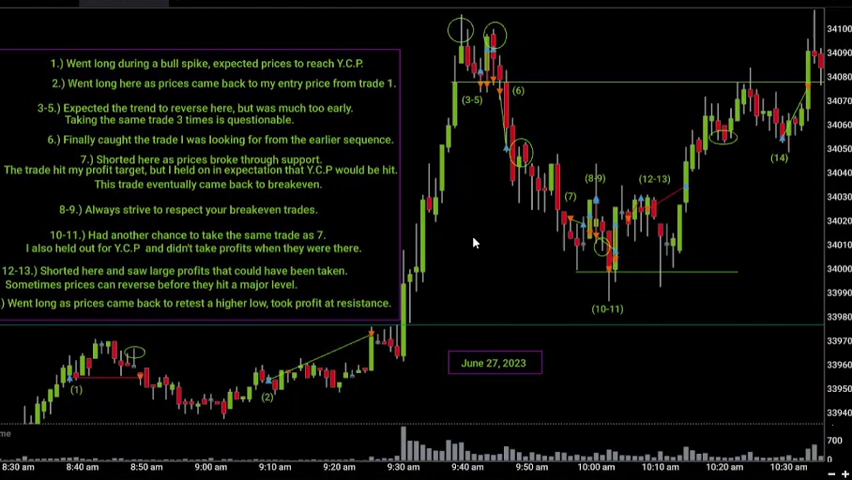 1.) Went long during a bull spike, expected prices to reach Y.C.P.
2.) Went long here as prices came back to my entry price from trade 1.
3-5.) Expected the trend to reverse here, but was much too early.
Taking the same trade 3 times is questionable.
6.) Finally caught the trade I was looking for from the earlier sequence.
7.) Shorted here as prices broke through support.
The trade hit my profit target, but I held on in expectation that Y.C.P would be hit.
This trade eventually came back to breakeven.
8-9.) Always strive to respect your breakeven trades.
10-11.) Had another chance to take the same trade as 7.
I also held out for Y.C.P and didn't take profits when they were there.
12-13.) Shorted here and saw large profits that could have been taken.
Sometimes prices can reverse before they hit a major level.
) Went long as prices came back to retest a higher low, took profit at resistance.
(1)
(2)
(3-5)
(6)
(7)
(8-9)
(10-11)
(12-13)
(14)
June 27, 2023
34100
34090
34080
34070
34060
34050
34040
34030
34020
34010
34000
33990
33980
33970
33960
33950
33940
me
700
0
8:30 am 8:40 am 8:50 am 9:00 am 9:10 am 9:20 am 9:30 am 9:40 am 9:50 am 10:00 am 10:10 am 10:20 am 10:30 am